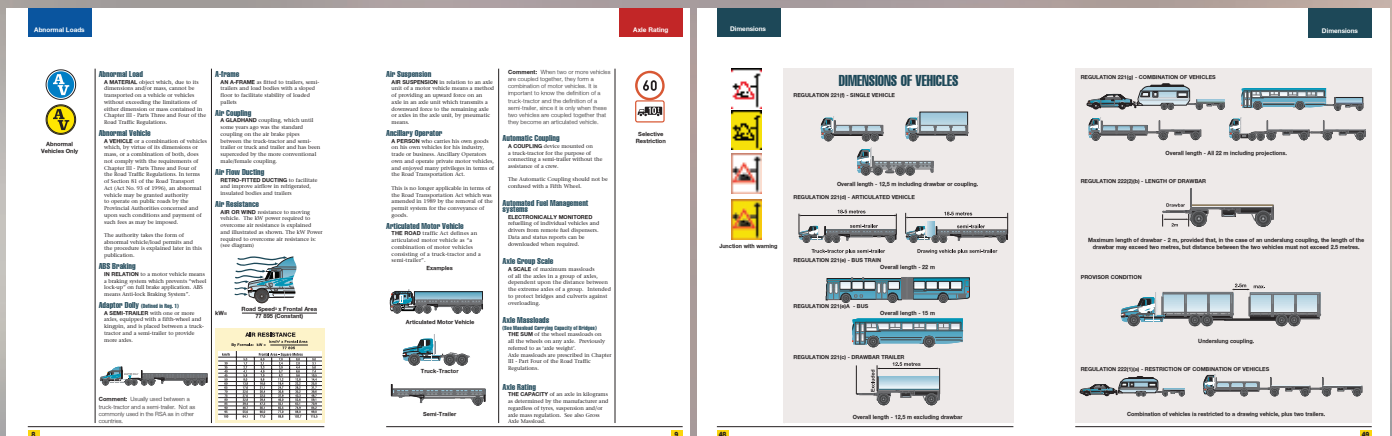 Abnormal Loads
Abnormal
Vehicles Only
Abnormal Load
A MATERIAL object which, due to its
dimensions and/or mass, cannot be
transported on a vehicle or vehicles
without exceeding the limitations of
either dimension or mass contained in
Chapter III - Parts Three and Four of the
Road Traffic Regulations.
Abnormal Vehicle
A VEHICLE or a combination of vehicles
which, by virtue of its dimensions or
mass, or a combination of both, does
not comply with the requirements of
Chapter III - Parts Three and Four of
the Road Traffic Regulations. In terms
of Section 81 of the Road Transport
Act (Act No. 93 of 1996), an abnormal
vehicle may be granted authority
to operate on public roads by the
Provincial Authorities concerned and
upon such conditions and payment of
such fees as may be imposed.
The authority takes the form of
abnormal vehicle/load permits and
the procedure is explained later in this
publication.
ABS Braking
IN RELATION to a motor vehicle means
a braking system which prevents "wheel
lock-up" on full brake application. ABS
means Anti-lock Braking System".
Adaptor Dolly (Defined in Reg. 1)
A SEMI-TRAILER with one or more
axles, equipped with a fifth-wheel and
kingpin, and is placed between a truck-
tractor and a semi-trailer to provide
more axles.
Comment: Usually used between a
truck-tractor and a semi-trailer. Not as
commonly used in the RSA as in other
countries.
8
A-frame
AN A-FRAME as fitted to trailers, semi-
trailers and load bodies with a sloped
floor to facilitate stability of loaded
pallets
Air Coupling
A GLADHAND coupling, which until
some years ago was the standard
coupling on the air brake pipes
between the truck-tractor and semi-
trailer or truck and trailer and has been
superceded by the more conventional
male/female coupling.
Air Flow Ducting
RETRO-FITTED DUCTING to facilitate
and improve airflow in refrigerated,
insulated bodies and trailers
Air Resistance
AIR OR WIND resistance to moving
vehicle. The kW power required to
overcome air resistance is explained
and illustrated as shown. The kW Power
required to overcome air resistance is:
(see diagram)
kW= Road Speed³ x Frontal Area
77 895 (Constant)
AIR RESISTANCE
By Formula: kW = km/h³ x Frontal Area
77 895
km/h
Frontal Area - Square Metres
Axle Rating
Air Suspension
AIR SUSPENSION in relation to an axle
unit of a motor vehicle means a method
of providing an upward force on an
axle in an axle unit which transmits a
downward force to the remaining axle
or axles in the axle unit, by pneumatic
means.
Ancillary Operator
A PERSON who carries his own goods
on his own vehicles for his industry,
trade or business. Ancillary Operators
own and operate private motor vehicles,
and enjoyed many privileges in terms of
the Road Transportation Act.
This is no longer applicable in terms of
the Road Transportation Act which was
amended in 1989 by the removal of the
permit system for the conveyance of
goods.
Articulated Motor Vehicle
THE ROAD traffic Act defines an
articulated motor vehicle as "a
combination of motor vehicles
consisting of a truck-tractor and a
semi-trailer".
Examples
Articulated Motor Vehicle
Truck-Tractor
Semi-Trailer
Comment: When two or more vehicles
are coupled together, they form a
combination of motor vehicles. It is
important to know the definition of a
truck-tractor and the definition of a
semi-trailer, since it is only when these
two vehicles are coupled together that
they become an articulated vehicle.
Automatic Coupling
A COUPLING device mounted on
a truck-tractor for the purpose of
connecting a semi-trailer without the
assistance of a crew.
The Automatic Coupling should not be
confused with a Fifth Wheel.
Automated Fuel Management
systems
ELECTRONICALLY MONITORED
refuelling of individual vehicles and
drivers from remote fuel dispensers.
Data and status reports can be
downloaded when required.
Axle Group Scale
A SCALE of maximum massloads
of all the axles in a group of axles,
dependent upon the distance between
the extreme axles of a group. Intended
to protect bridges and culverts against
overloading.
Axle Massloads
(See Massload Carrying Capacity of Bridges)
THE SUM of the wheel massloads on
all the wheels on any axle. Previously
referred to as 'axle weight'.
Axle massloads are prescribed in Chapter
III - Part Four of the Road Traffic
Regulations.
Axle Rating
THE CAPACITY of an axle in kilograms
as determined by the manufacturer and
regardless of tyres, suspension and/or
axle mass regulation. See also Gross
Axle Massload.
60
10t
Selective
Restriction
9
Dimensions
Junction with warning
DIMENSIONS OF VEHICLES
REGULATION 221(f) - SINGLE VEHICLE
Overall length - 12,5 m including drawbar or coupling.
REGULATION 221(d) - ARTICULATED VEHICLE
18-5 metres
semi-trailer
Truck-tractor plus semi-trailer
18-5 metres
semi-trailer
Drawing vehicle plus semi-trailer
REGULATION 221(e) - BUS TRAIN
Overall length - 22 m
REGULATION 221(e)A - BUS
Overall length - 15 m
REGULATION 221(c) - DRAWBAR TRAILER
12.5 metres
Excluded
Overall length - 12,5 m excluding drawbar
48
Dimensions
REGULATION 221(g) - COMBINATION OF VEHICLES
Overall length - All 22 m including projections.
REGULATION 222(2)(b) - LENGTH OF DRAWBAR
Drawbar
2m
Maximum length of drawbar - 2 m, provided that, in the case of an underslung coupling, the length of the
drawbar may exceed two metres, but distance between the two vehicles must not exceed 2.5 metres.
PROVISOR CONDITION
2-5m max.
Underslung coupling.
REGULATION 222(1)(a) - RESTRICTION OF COMBINATION OF VEHICLES
Combination of vehicles is restricted to a drawing vehicle, plus two trailers.
49